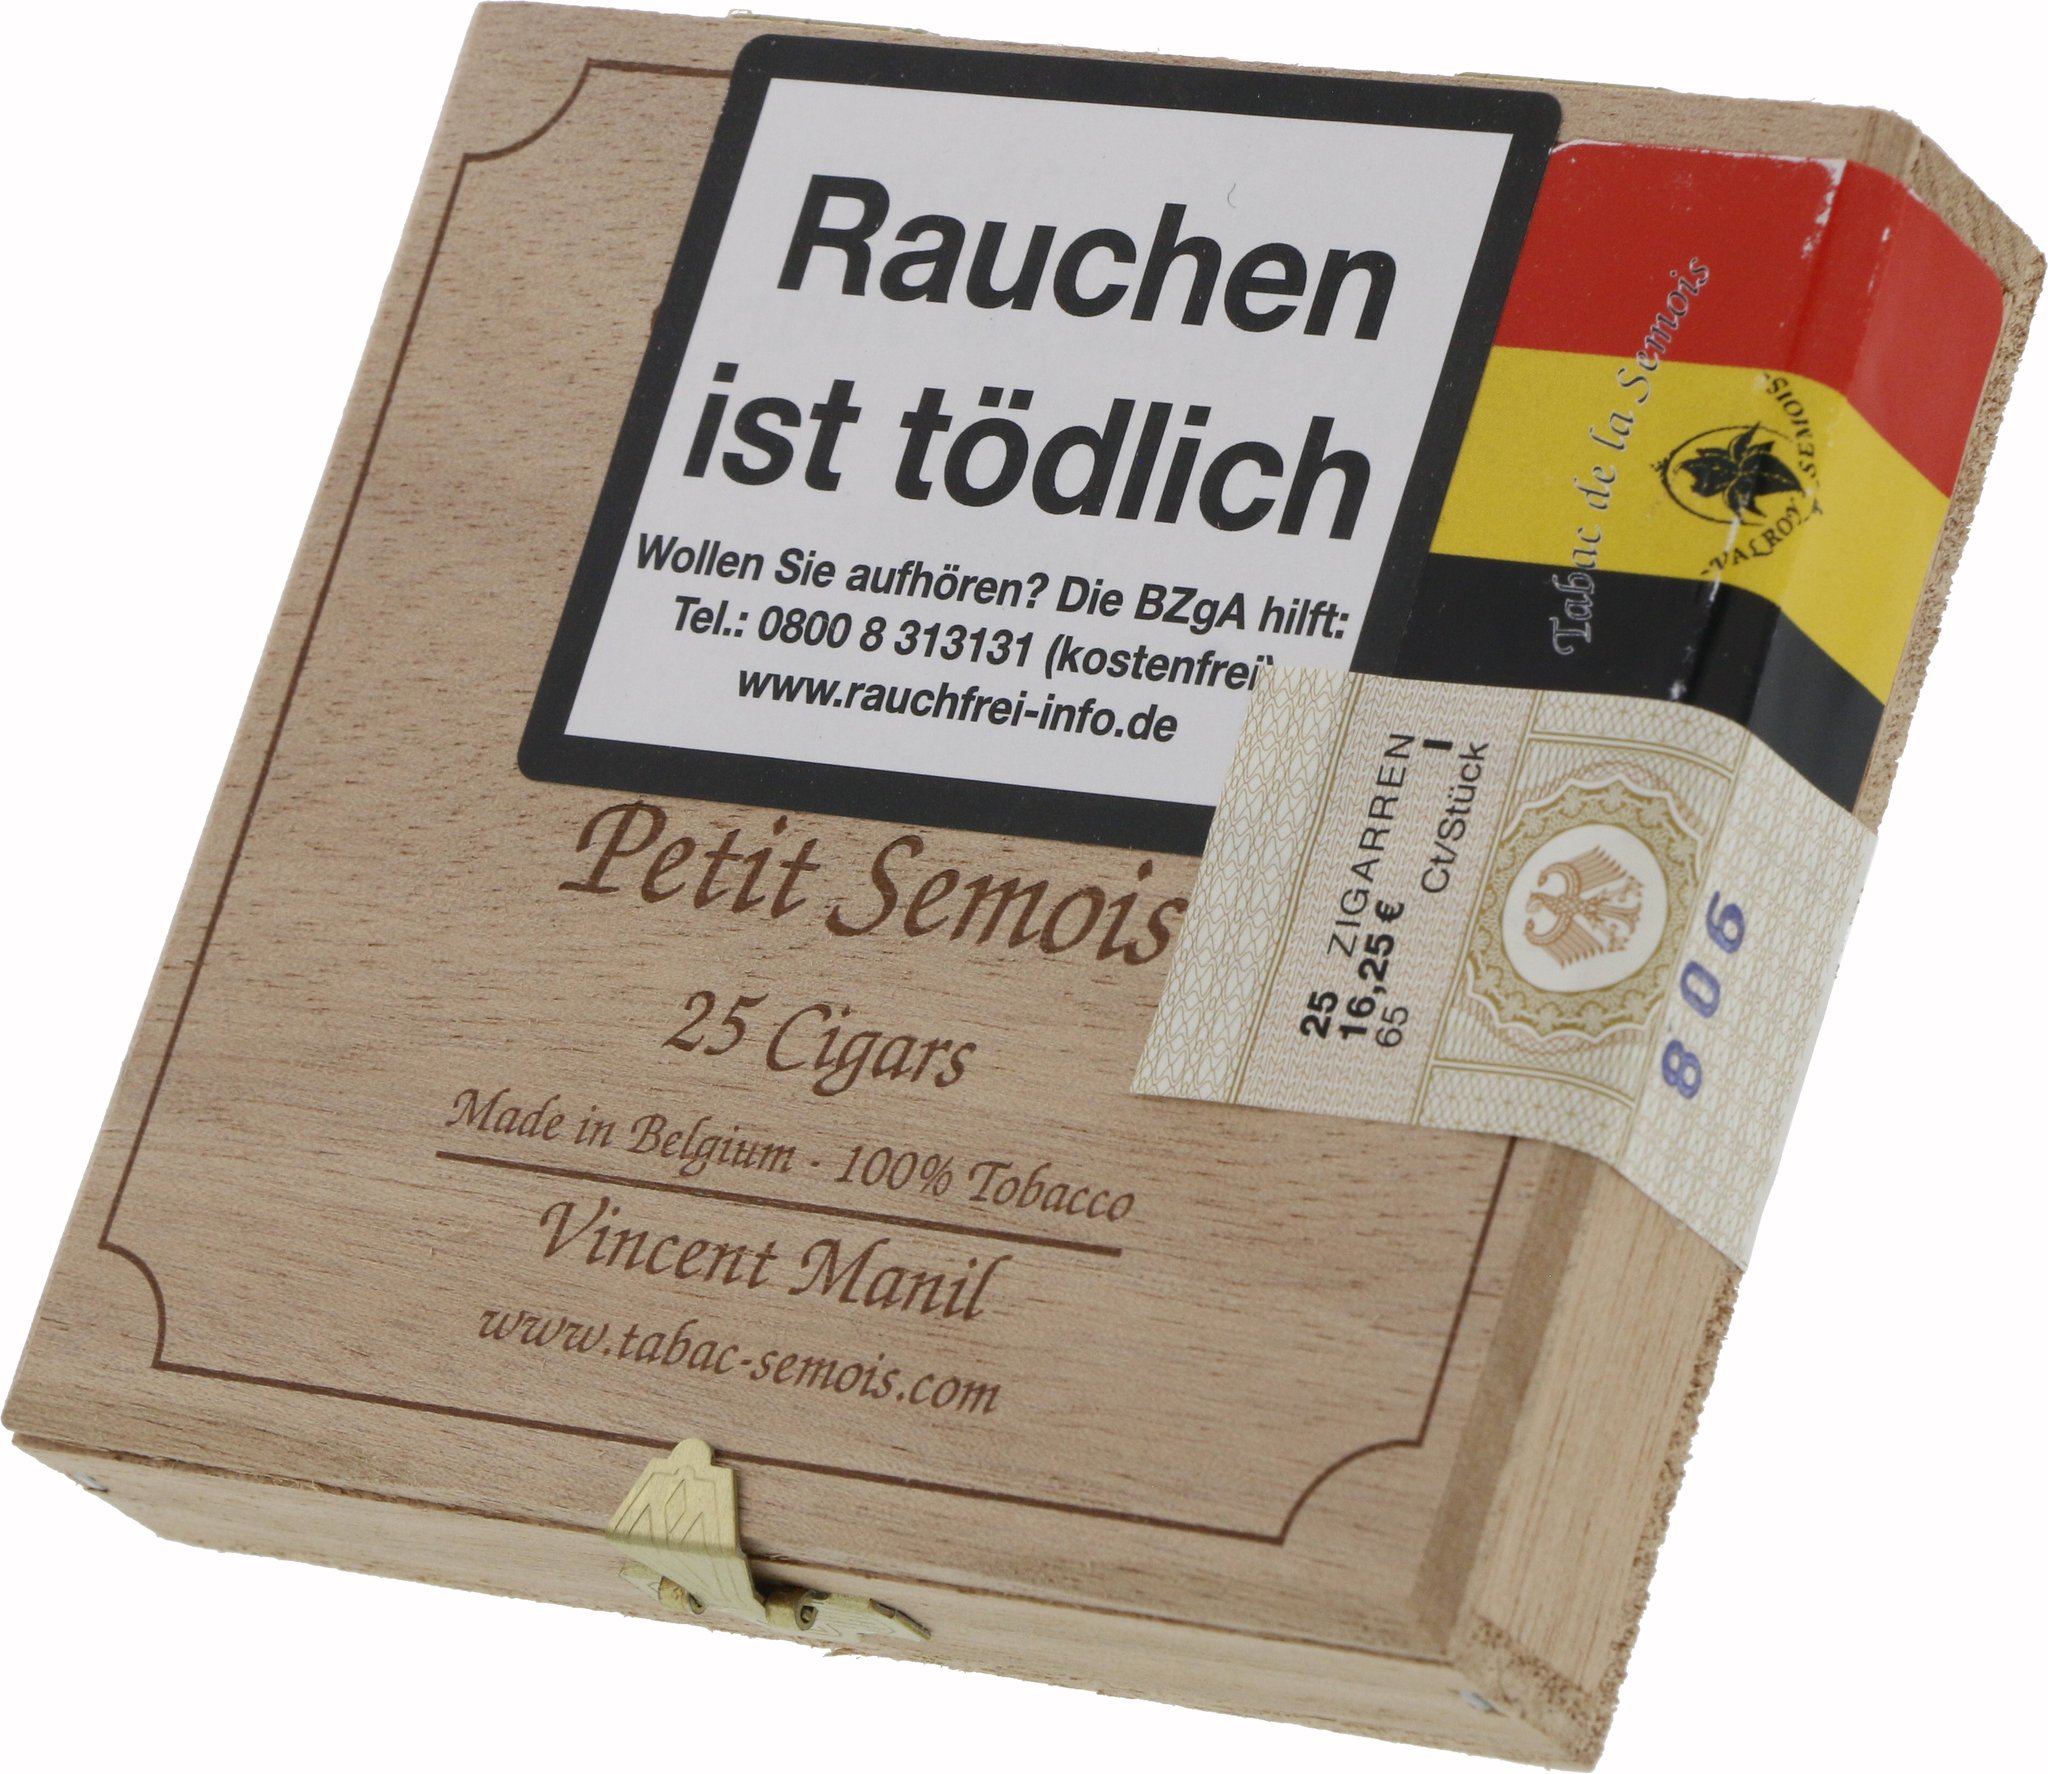 Rauchen
ist tödlich
Wollen Sie aufhören? Die BZgA hilft:
Tel.: 0800 8 313131 (kostenfrei)
www.rauchfrei-info.de
Tabac de la Semois
VALROY SEMOIS
25 ZIGARREN
16,25 €
65 Ct/Stück
806
Petit Semois
25 Cigars
Made in Belgium - 100% Tobacco
Vincent Manil
www.tabac-semois.com